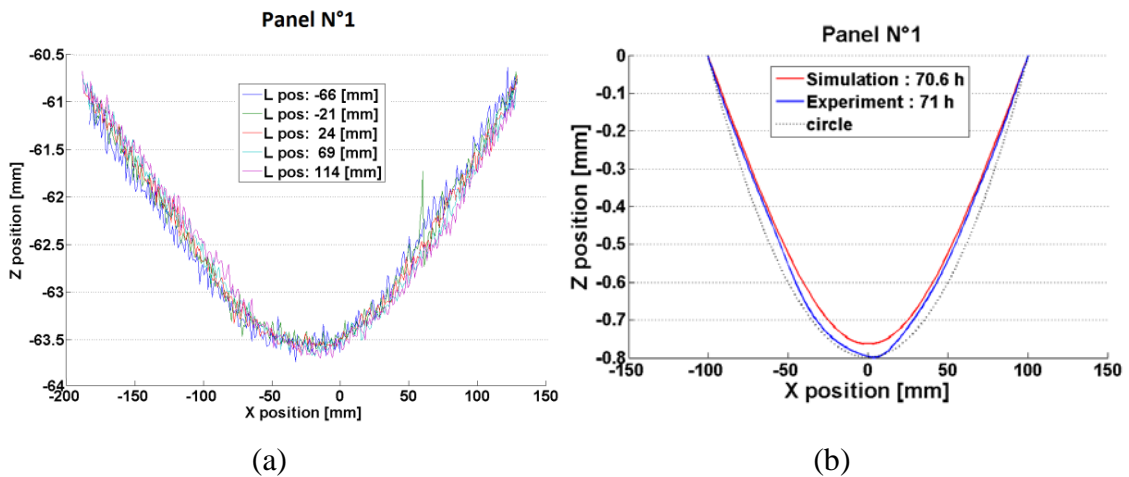 Panel N°1
-60.5
-61
-61.5
-62
-62.5
-63
-63.5
-64
Z position [mm]
L pos: -66 [mm]
L pos: -21 [mm]
L pos: 24 [mm]
L pos: 69 [mm]
L pos: 114 [mm]
-200 -150 -100 -50 0 50 100 150
X position [mm]
(a)
Panel N°1
0
-0.1
-0.2
-0.3
-0.4
-0.5
-0.6
-0.7
-0.8
Z position [mm]
Simulation : 70.6 h
Experiment : 71 h
circle
-150 -100 -50 0 50 100 150
X position [mm]
(b)